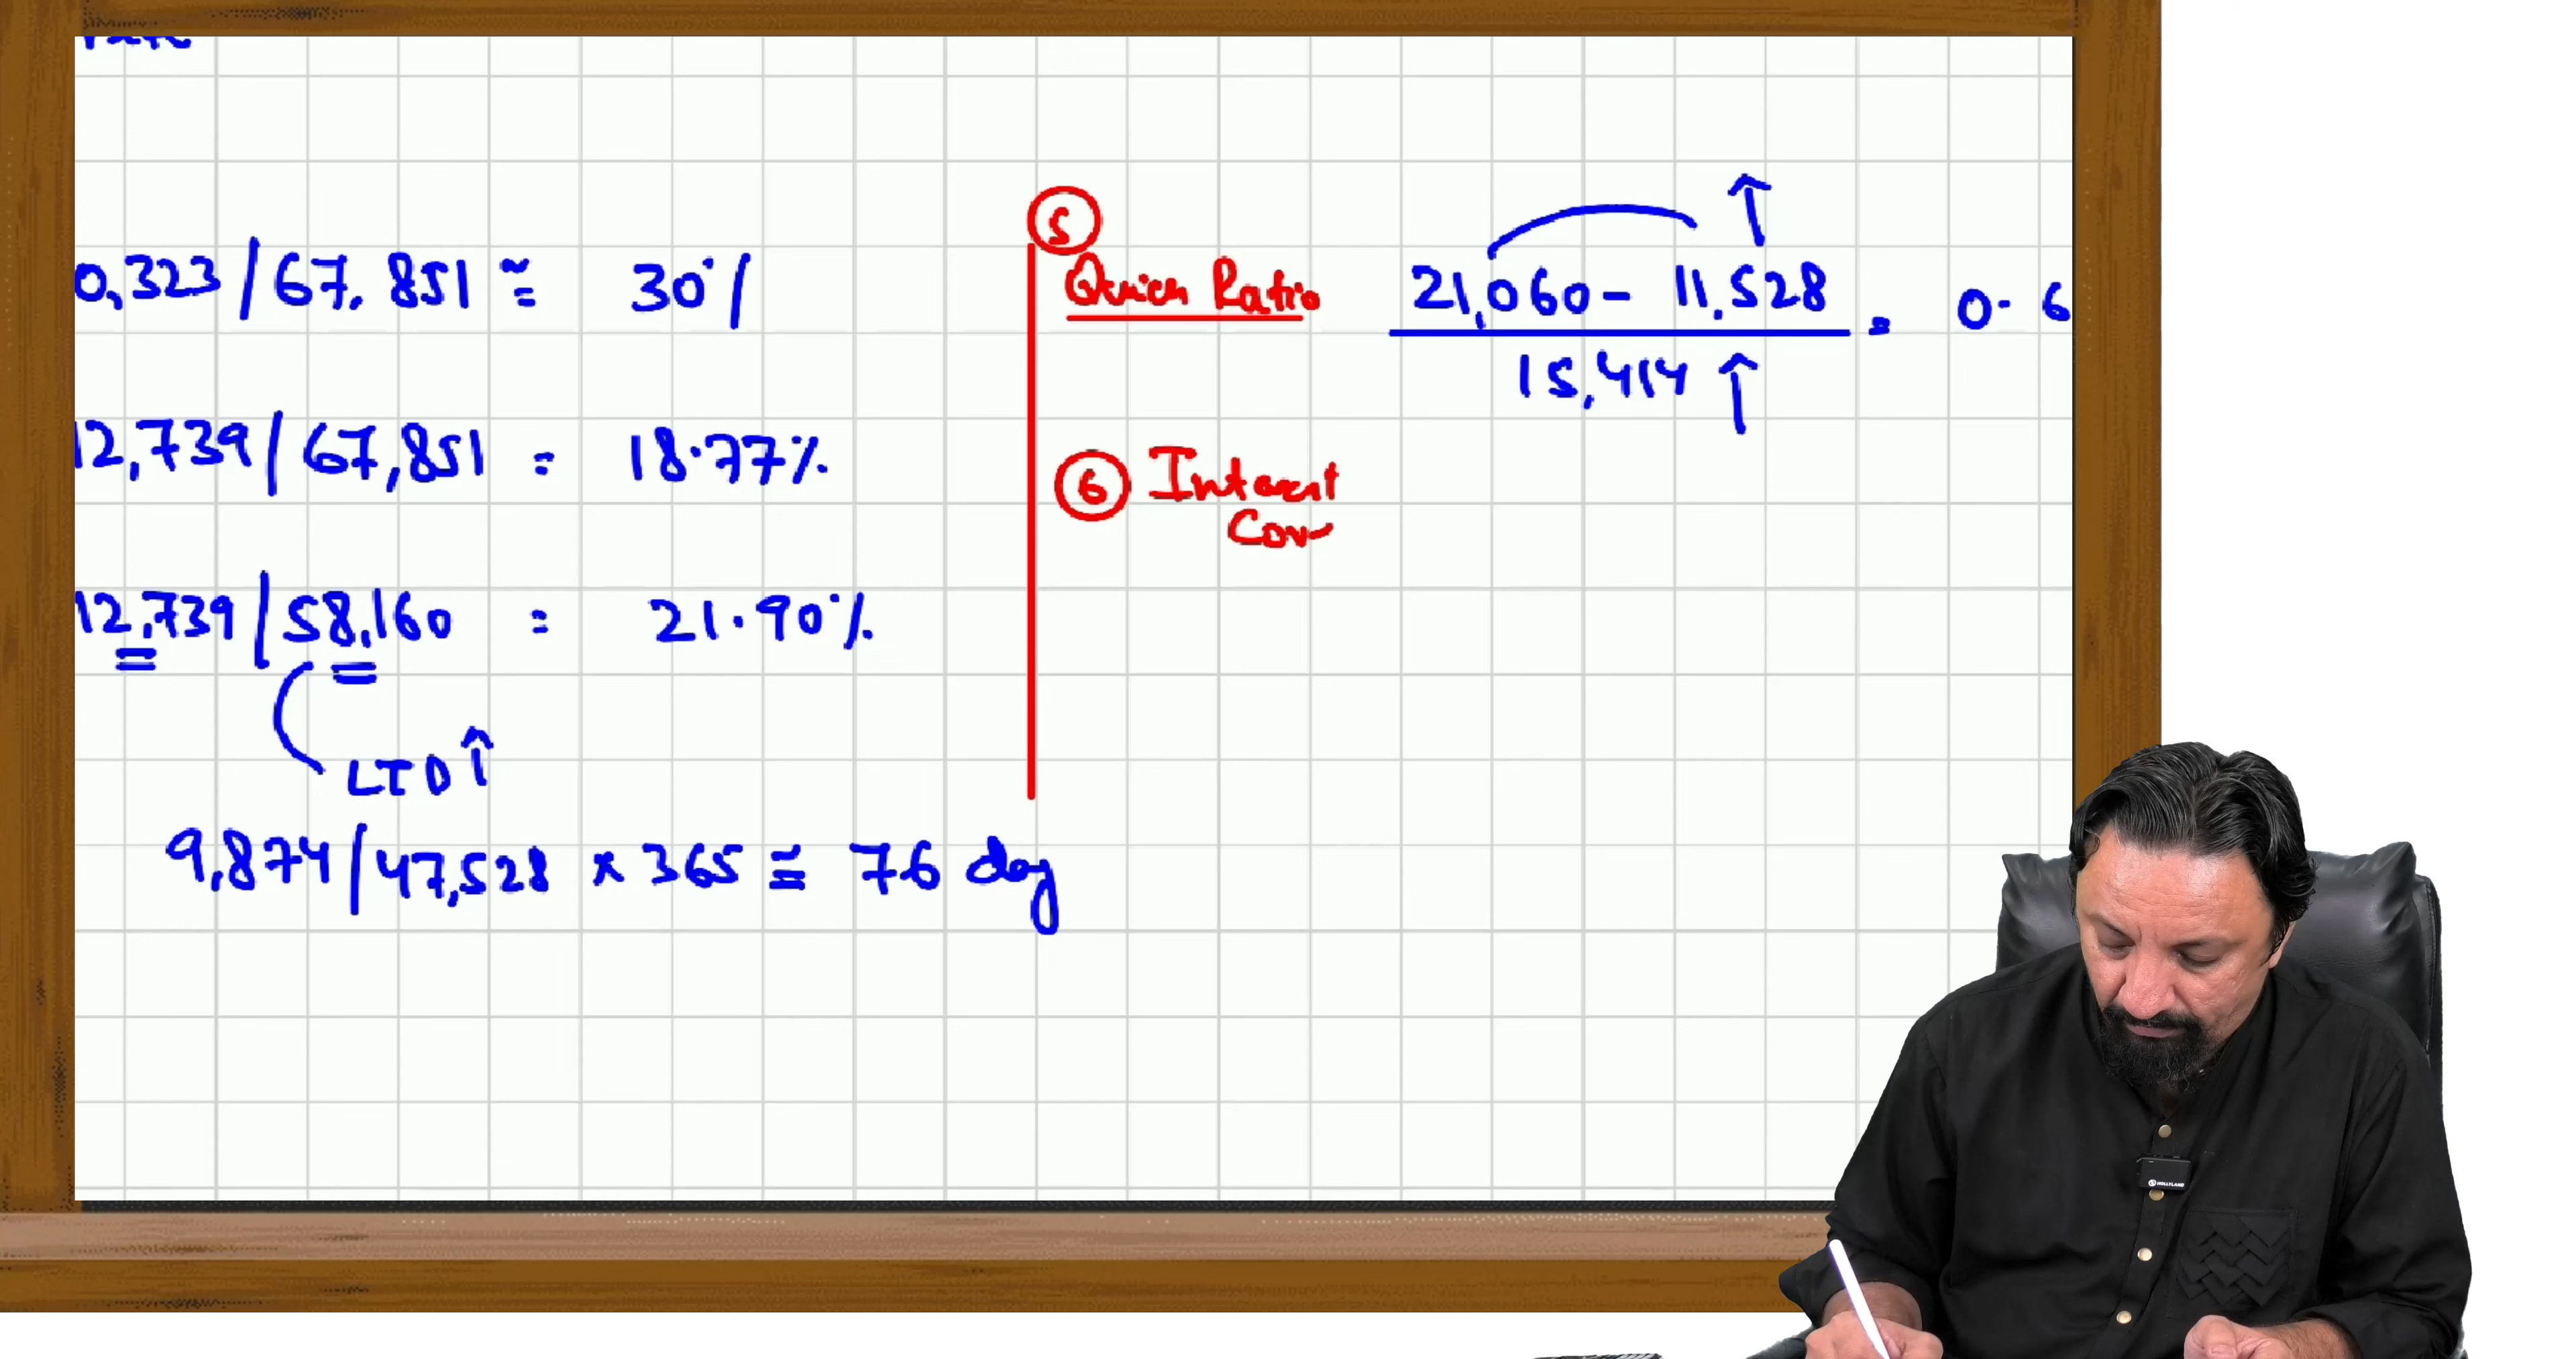 0,323/67,851 ≅ 30%
12,739/67,851 = 18.77%
12,739/58,160 = 21.90%
LTD↑
9,874/47,528 × 365 ≅ 76 day
5
Quick Ratio
21,060 - 11,528 ↑
15,414 ↑
= 0.6
6 Interest
Cov
HOLLYLAND